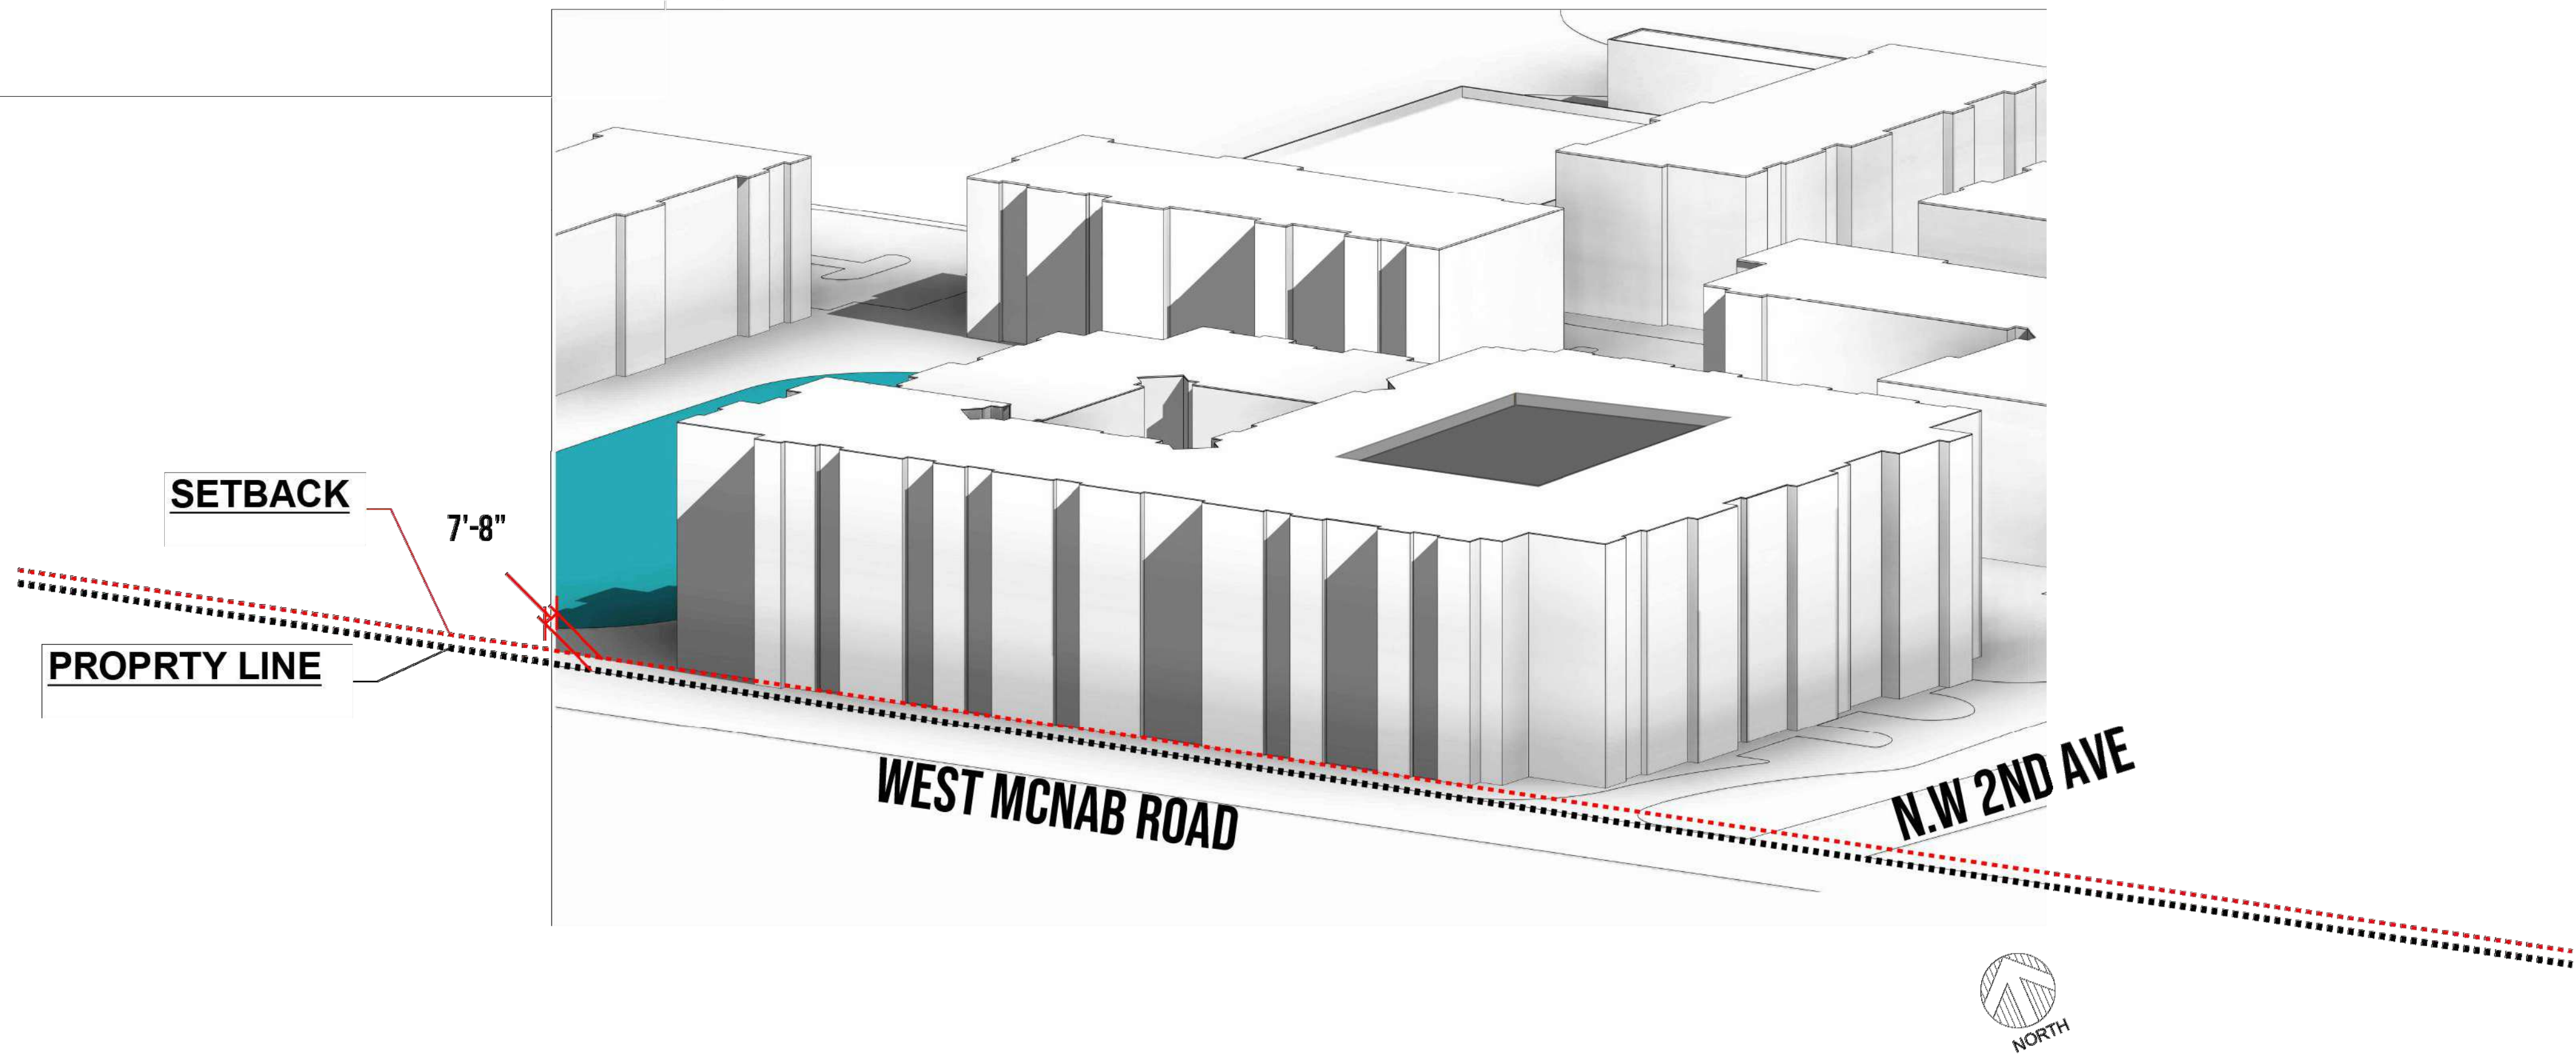 SETBACK
7'-8"
PROPRTY LINE
WEST MCNAB ROAD
N.W 2ND AVE
NORTH